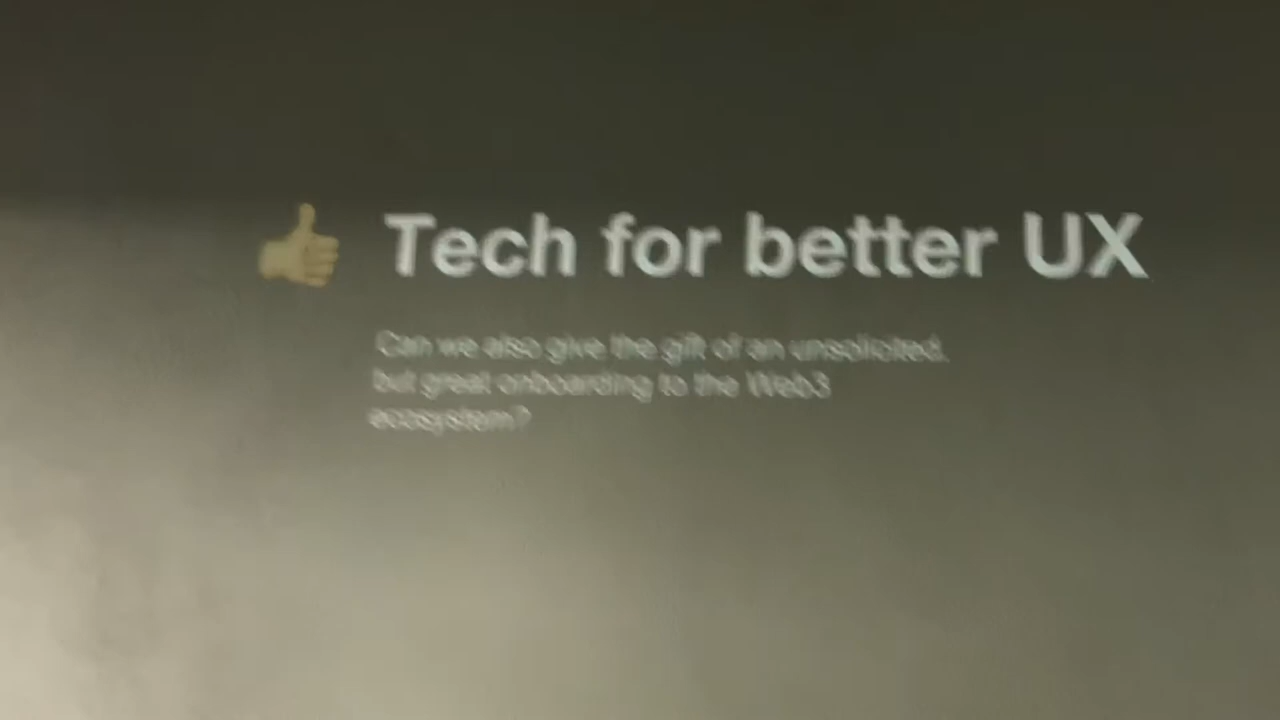 Tech for better UX
Can we also give the gift of an unsolicited,
but great onboarding to the Web3
ecosystem?